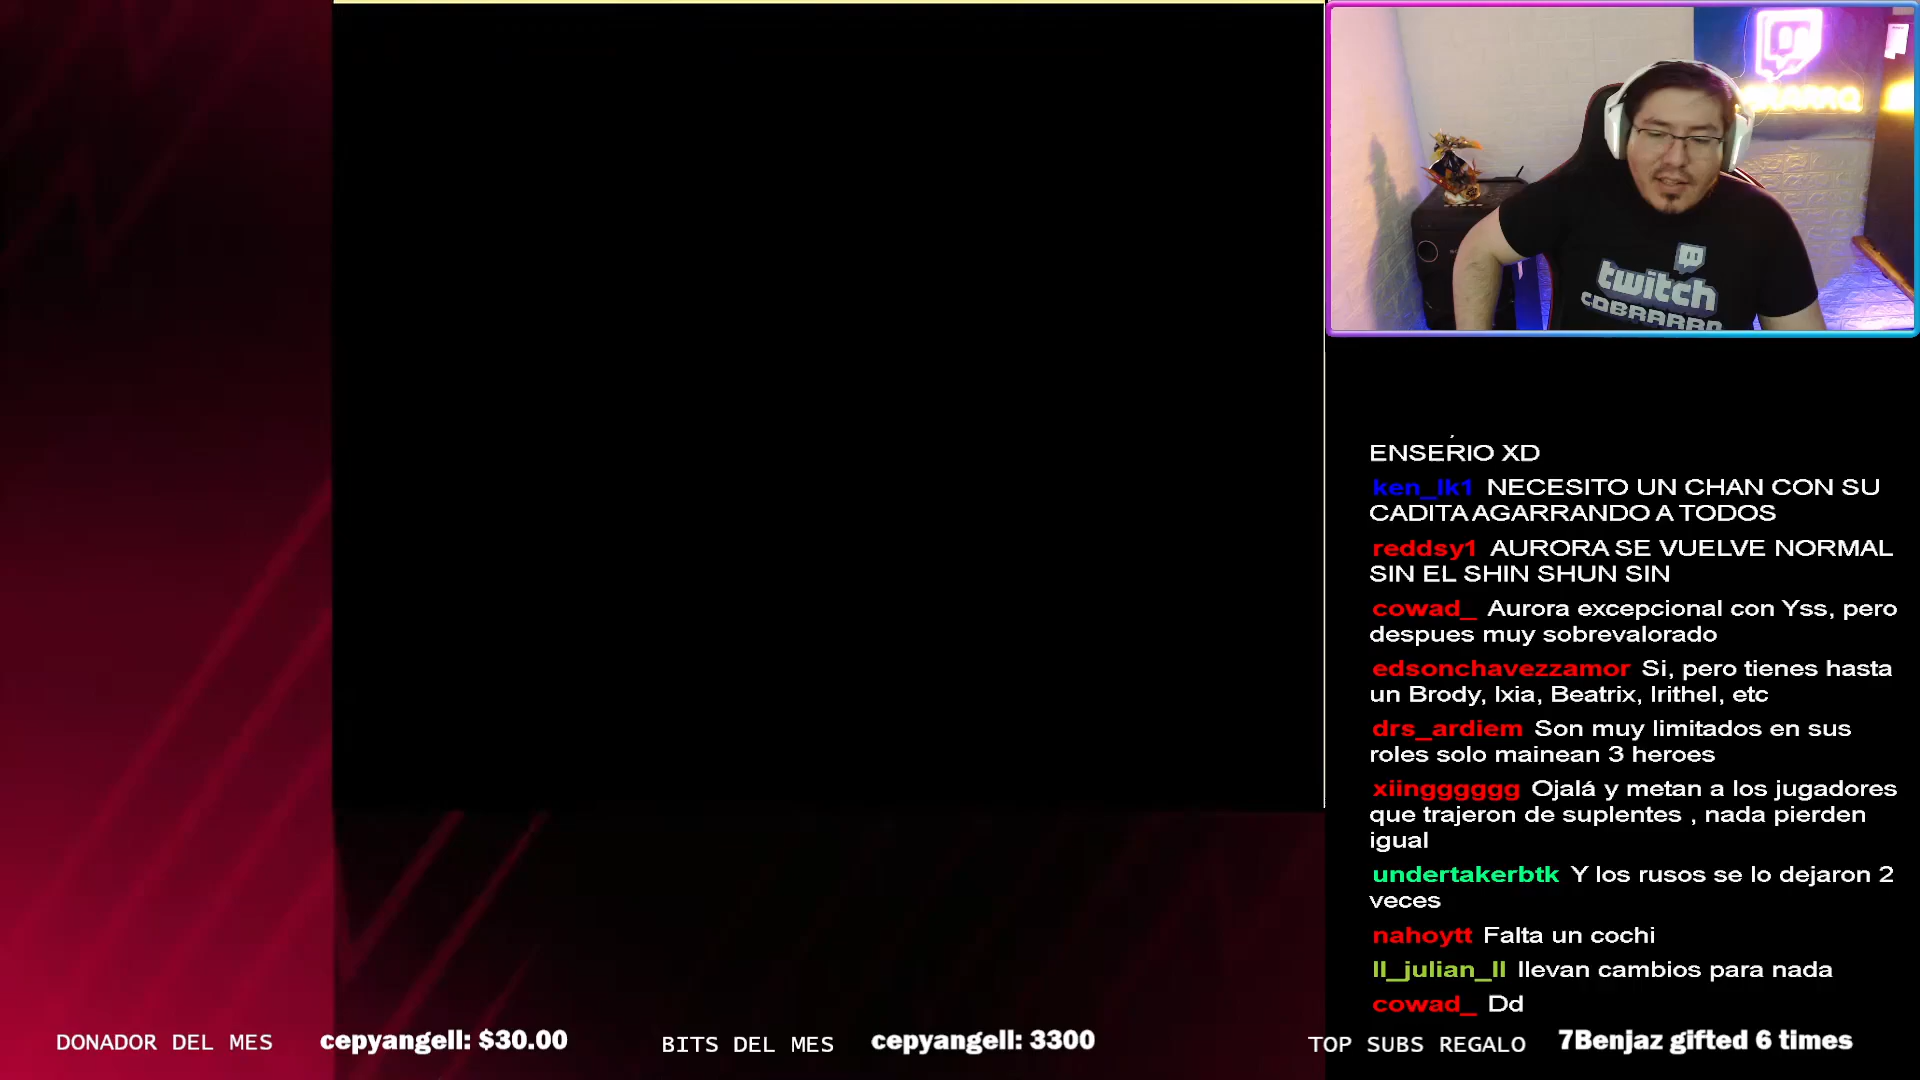 twitch
ENSERIO XD
ken_lk1 NECESITO UN CHAN CON SU
CADITA AGARRANDO A TODOS
reddsy1 AURORA SE VUELVE NORMAL
SIN EL SHIN SHUN SIN
cowad_ Aurora excepcional con Yss, pero
despues muy sobrevalorado
edsonchavezzamor Si, pero tienes hasta
un Brody, Ixia, Beatrix, Irithel, etc
drs_ardiem Son muy limitados en sus
roles solo mainean 3 heroes
xiingggggg Ojalá y metan a los jugadores
que trajeron de suplentes , nada pierden
igual
undertakerbtk Y los rusos se lo dejaron 2
veces
nahoytt Falta un cochi
ll_julian_ll llevan cambios para nada
cowad_ Dd
DONADOR DEL MES cepyangell: $30.00 BITS DEL MES cepyangell: 3300 TOP SUBS REGALO 7Benjaz gifted 6 times